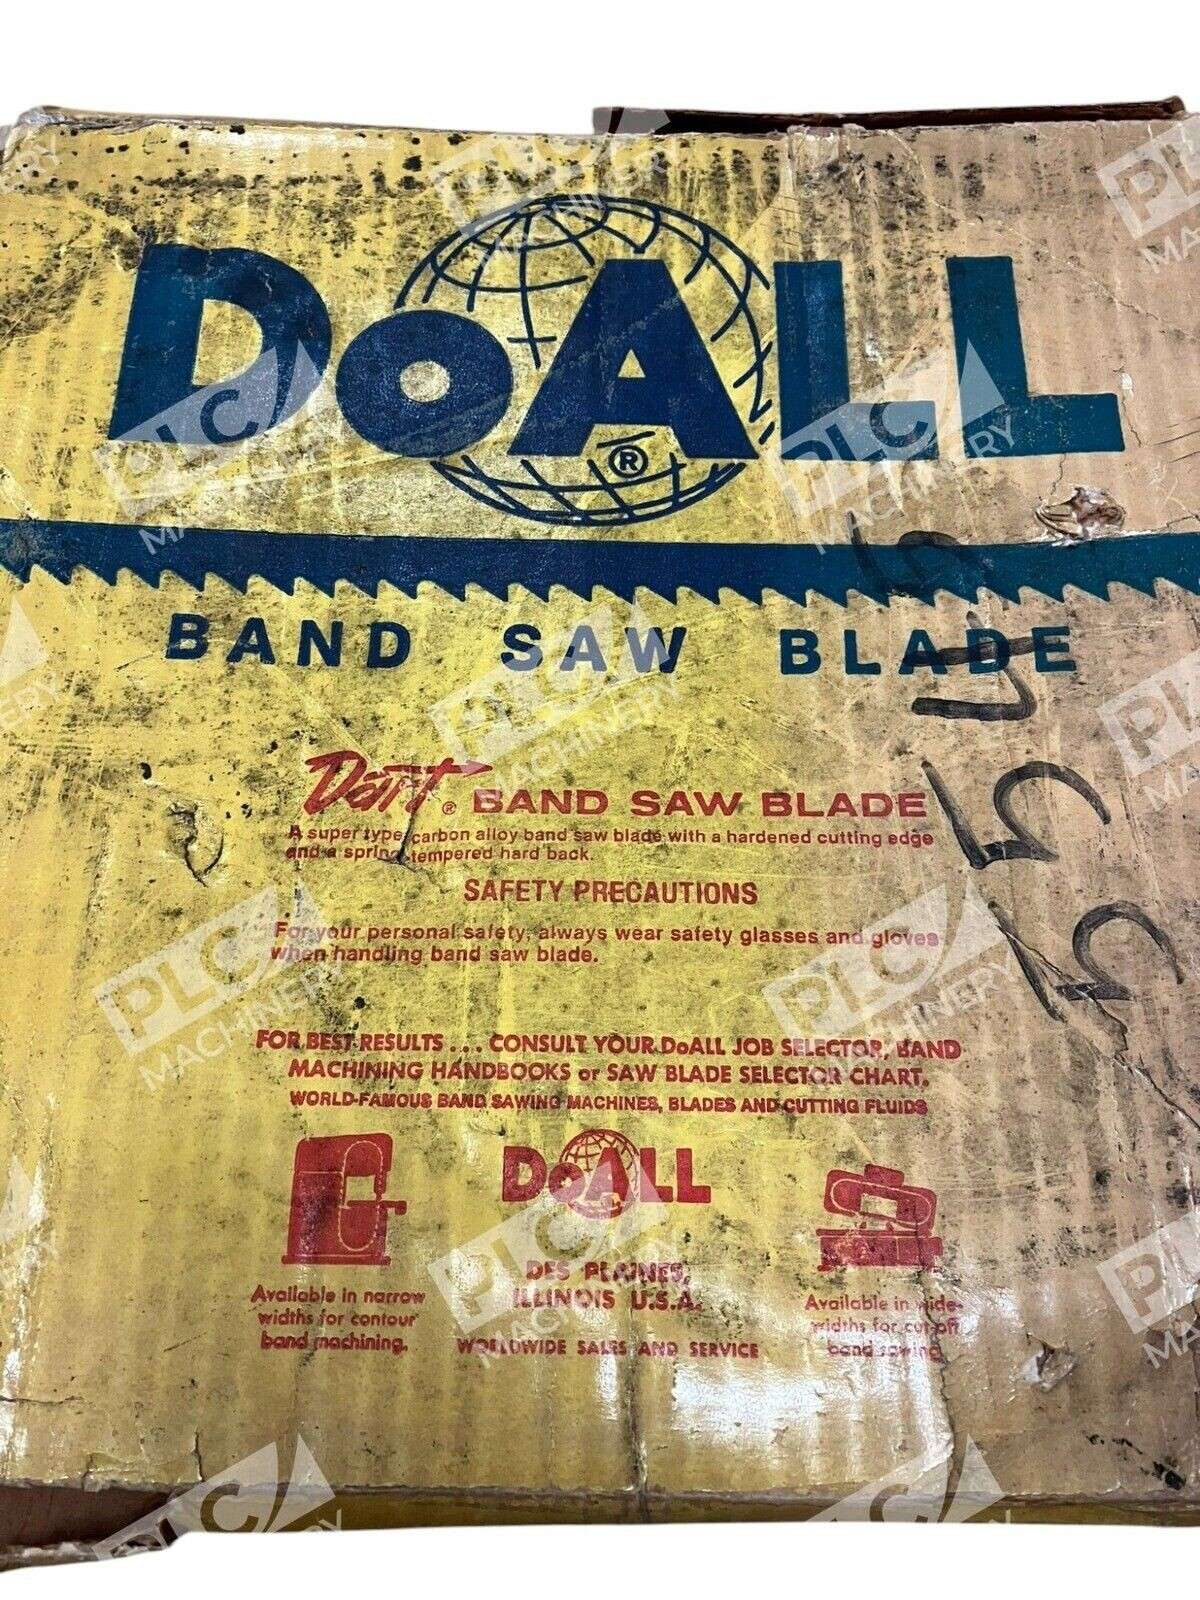 DoALL
®
BAND SAW BLADE
Dart® BAND SAW BLADE
A super type carbon alloy band saw blade with a hardened cutting edge
and a spring-tempered hard back.
SAFETY PRECAUTIONS
For your personal safety, always wear safety glasses and gloves
when handling band saw blade.
FOR BEST RESULTS ... CONSULT YOUR DoALL JOB SELECTOR, BAND
MACHINING HANDBOOKS or SAW BLADE SELECTOR CHART.
WORLD-FAMOUS BAND SAWING MACHINES, BLADES AND CUTTING FLUIDS
DoALL
DES PLAINES,
ILLINOIS U.S.A.
WORLDWIDE SALES AND SERVICE
Available in narrow
widths for contour
band machining.
Available in wide-
widths for cut-off
band sawing.
PLC
MACHINERY